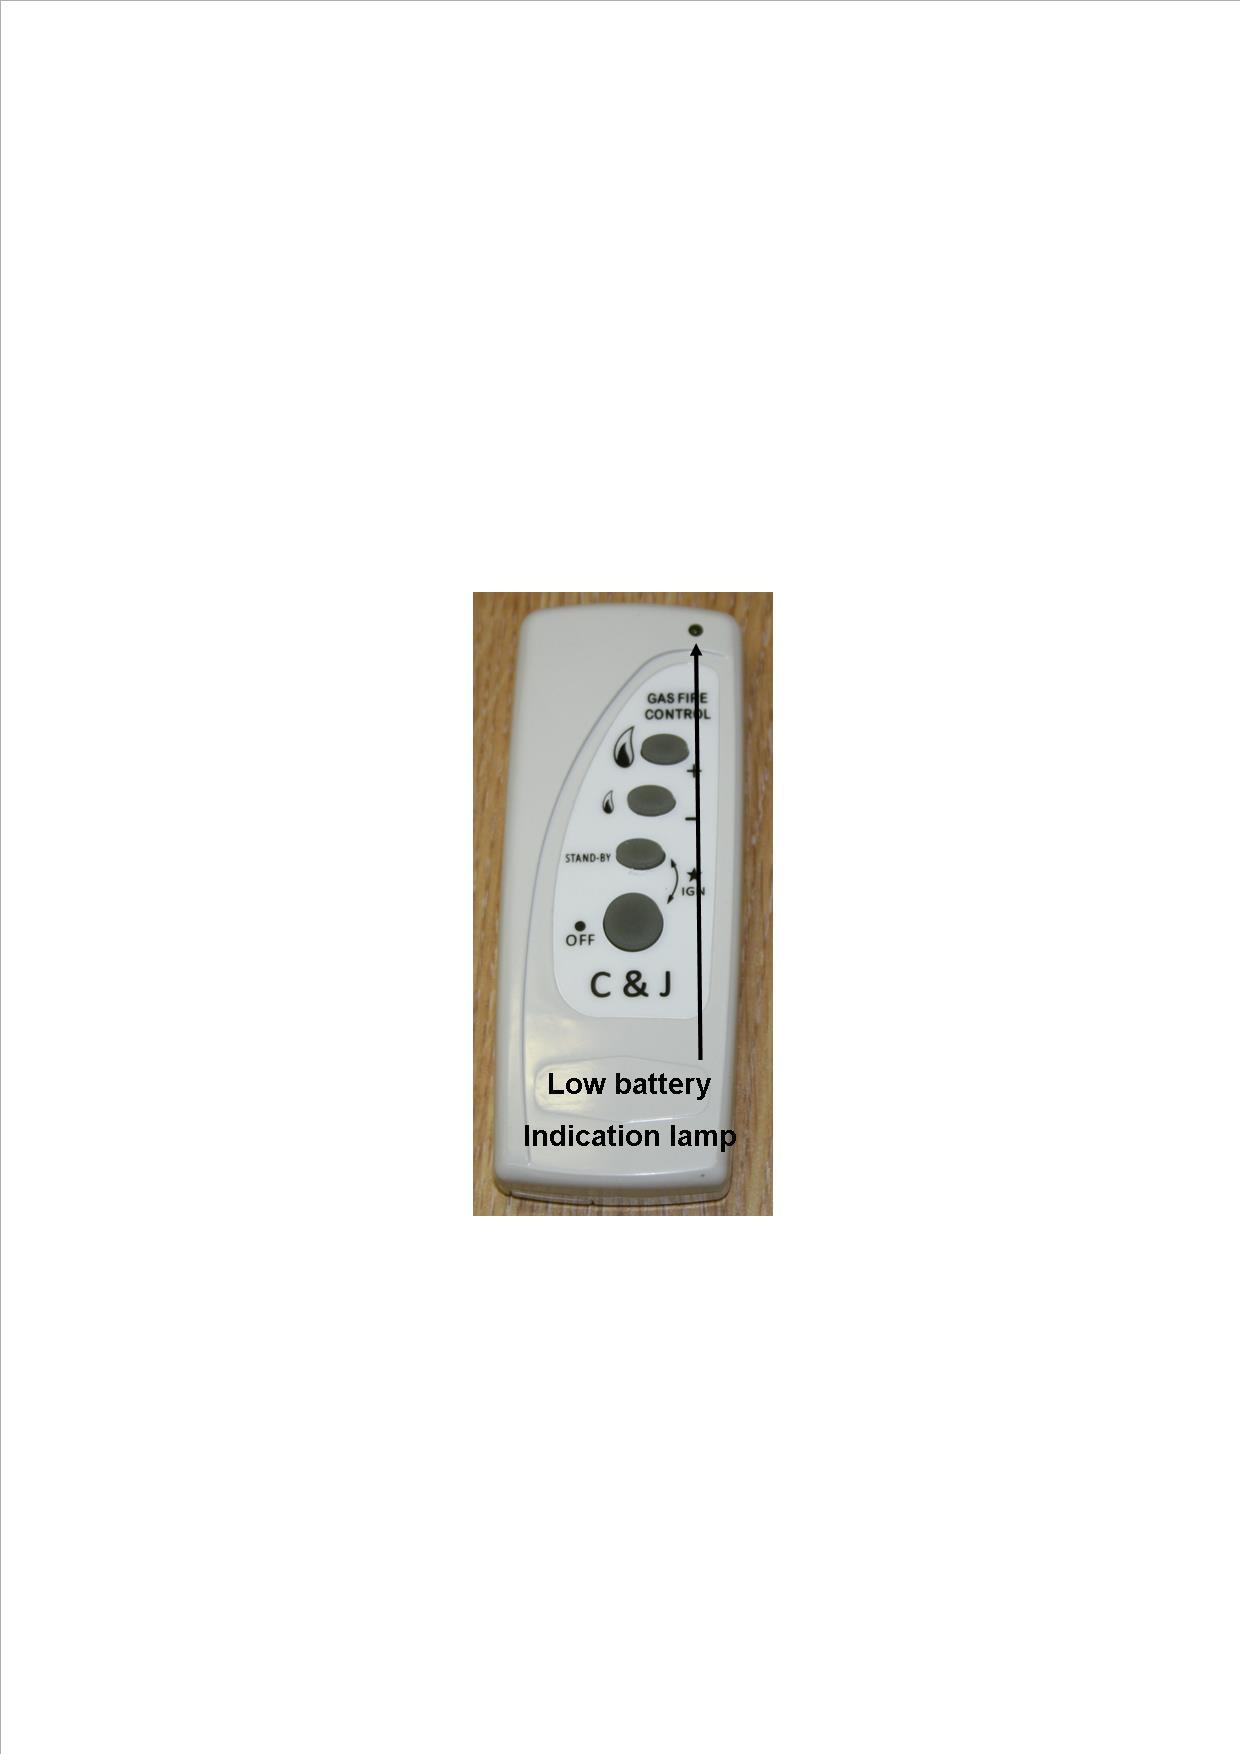 GAS FIRE
CONTROL
+
−
STAND-BY
IGN
OFF
C & J
Low battery
Indication lamp